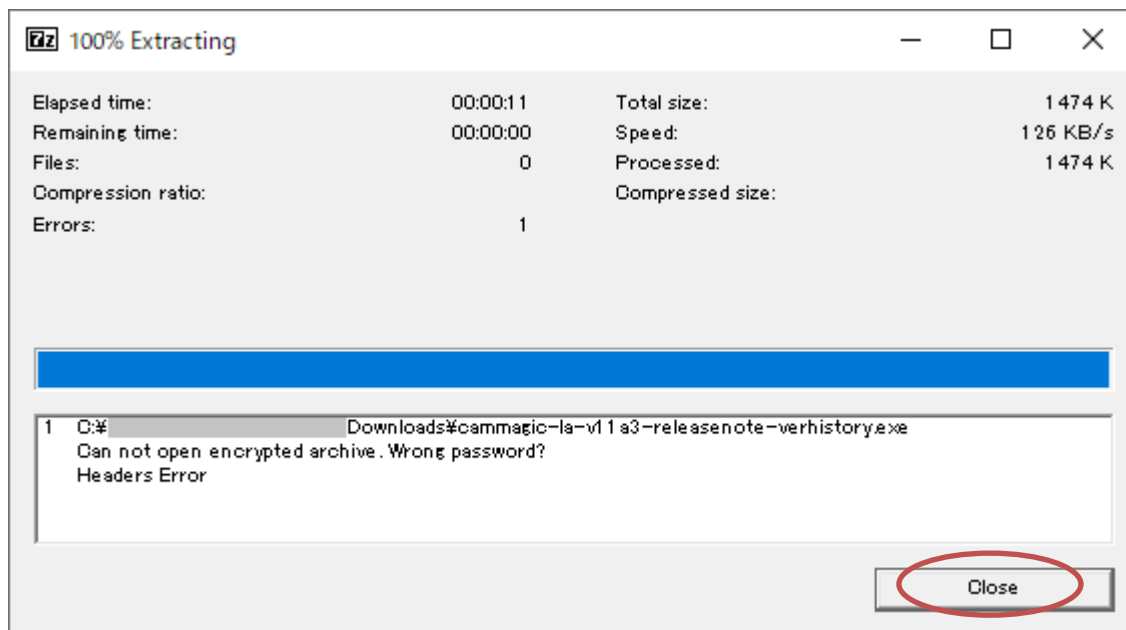 7z 100% Extracting
Elapsed time: 00:00:11 Total size: 1474 K
Remaining time: 00:00:00 Speed: 126 KB/s
Files: 0 Processed: 1474 K
Compression ratio: Compressed size:
Errors: 1
1 C:¥ Downloads¥cammagic-la-v11a3-releasenote-verhistory.exe
Can not open encrypted archive. Wrong password?
Headers Error
Close